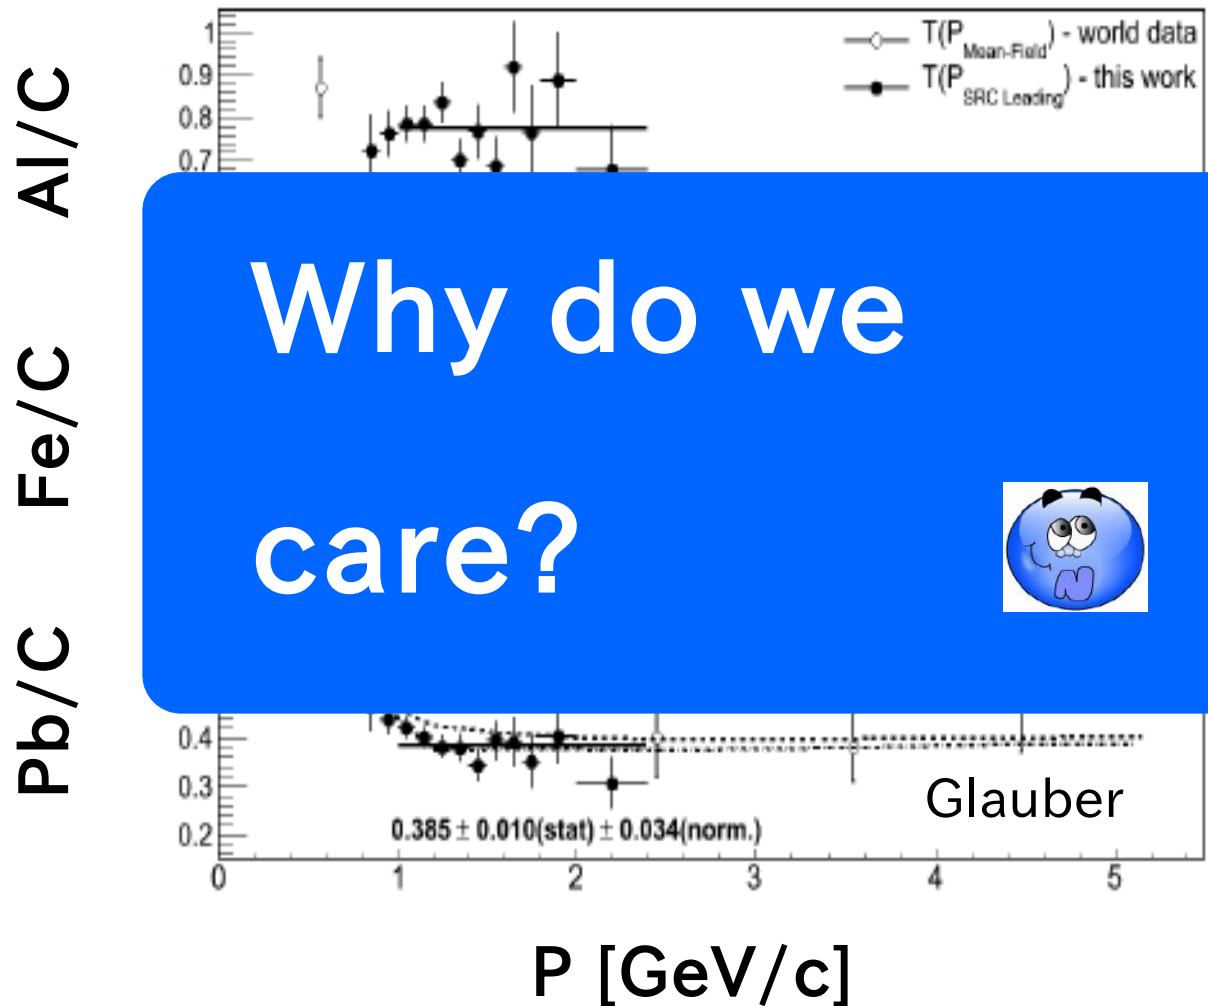 Al/C
Fe/C
Pb/C
1
0.9
0.8
0.7
T(P Mean-Field) - world data
T(P SRC Leading) - this work
Why do we
care?
N
0.4
0.3
0.2
Glauber
0.385 ± 0.010(stat) ± 0.034(norm.)
0 1 2 3 4 5
P [GeV/c]